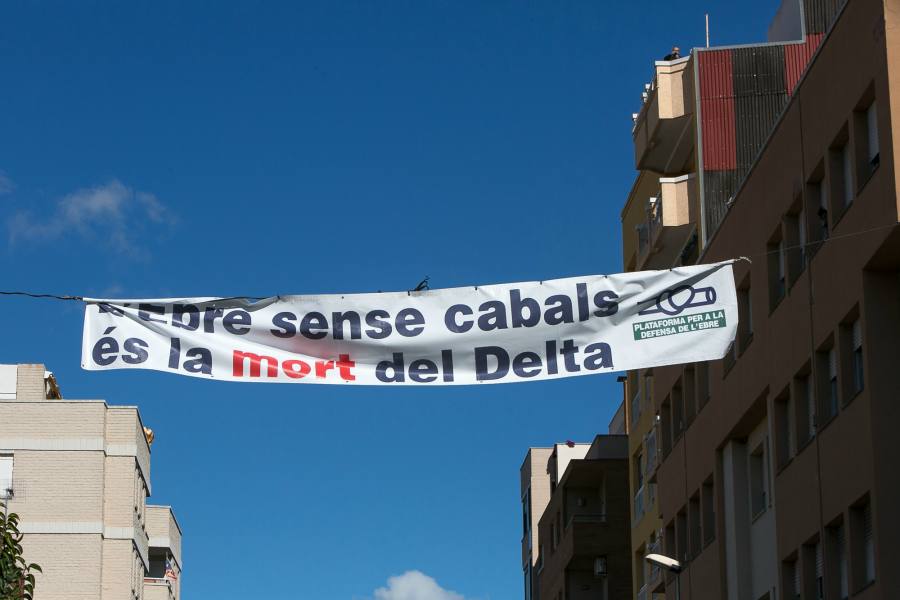 L'Ebre sense cabals
és la mort del Delta
PLATAFORMA PER A LA
DEFENSA DE L'EBRE